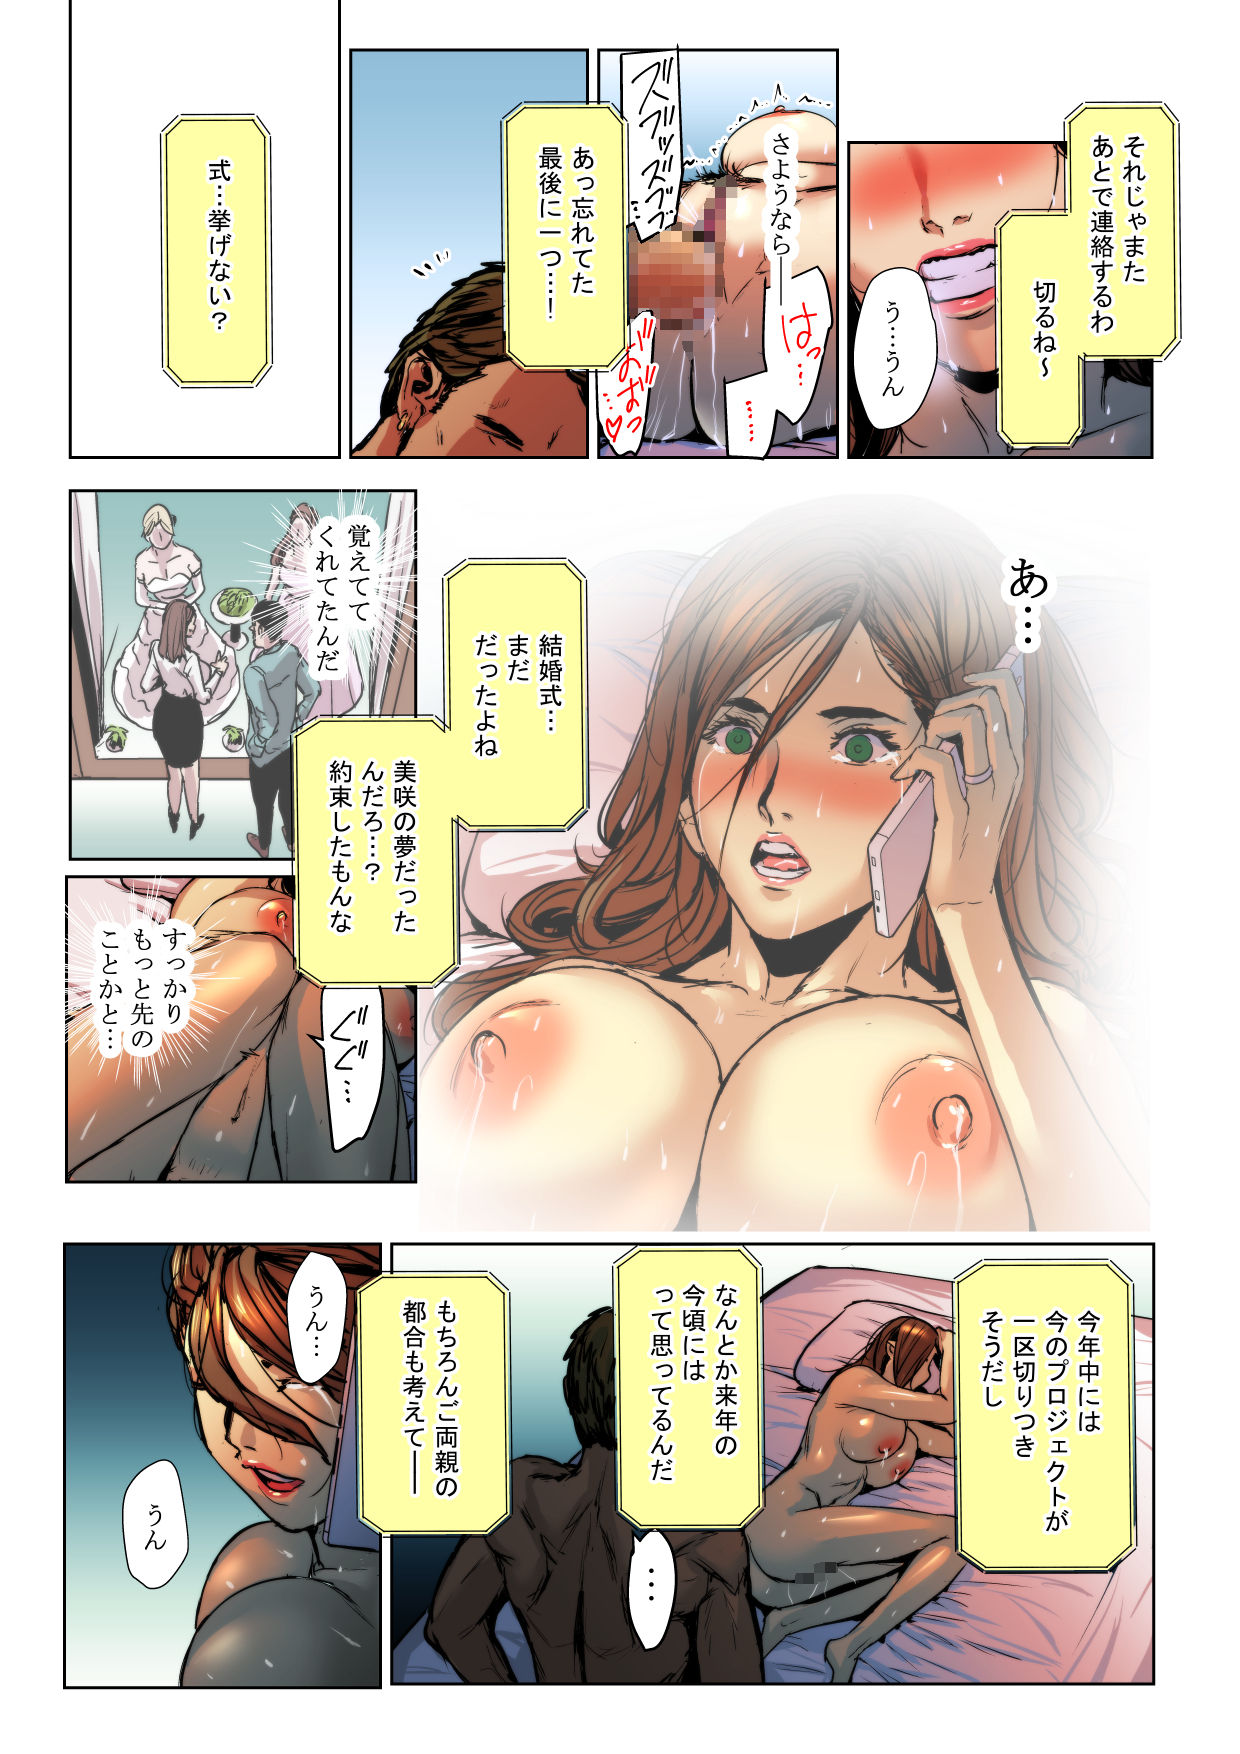 それじゃまた
あとで連絡するわ
切るね～
う…うん
さようなら――
ズブッズブブ
はっ…
……
おおっ…♡
あっ忘れてた
最後に一つ…！
式…挙げない？
あ…
結婚式…
まだ
だったよね
美咲の夢だった
んだろ…？
約束したもんな
覚えてて
くれてたんだ
すっかり
もっと先の
ことかと…
ぐぐ…
今年中には
今のプロジェクトが
一区切りつき
そうだし
なんとか来年の
今頃には
って思ってるんだ
…
もちろんご両親の
都合も考えて――
うん…
うん